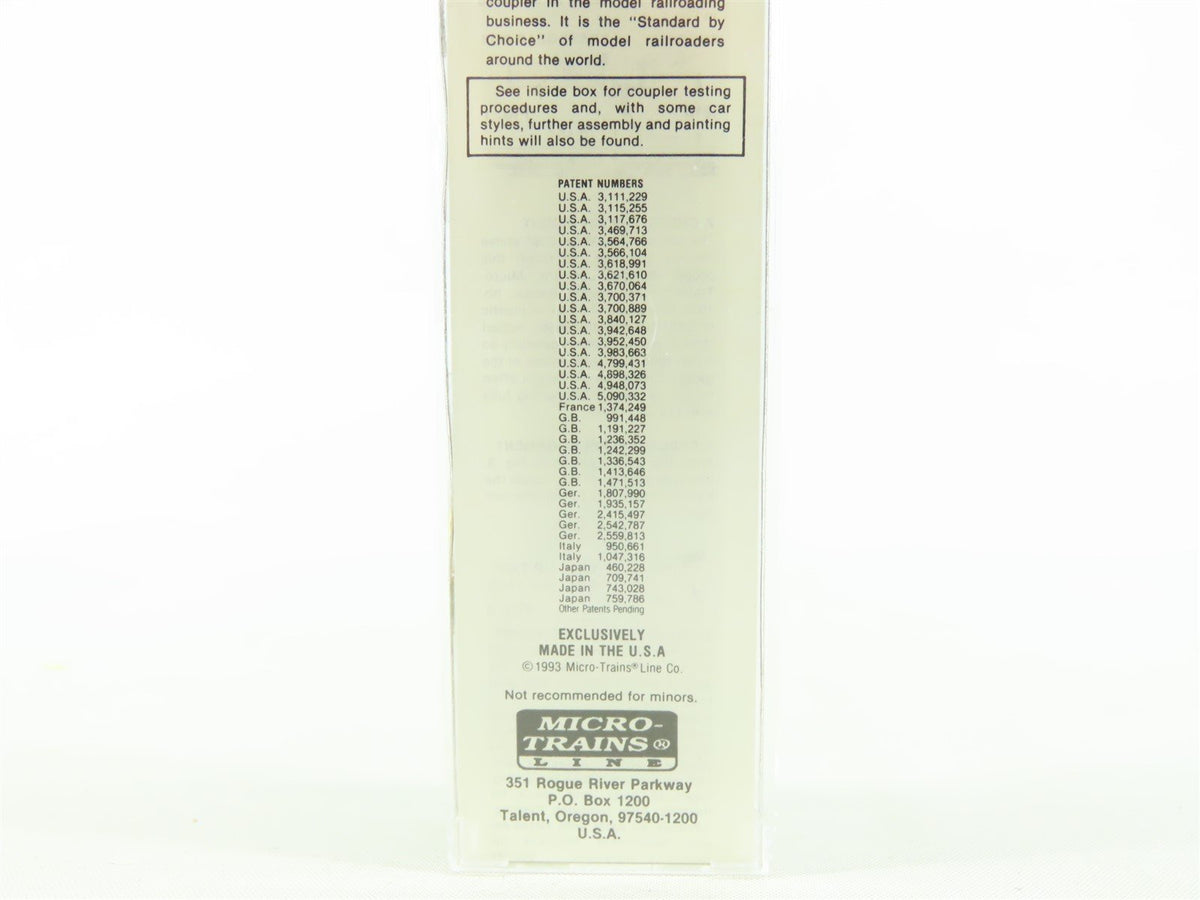 coupler in the model railroading
business. It is the "Standard by
Choice" of model railroaders
around the world.
See inside box for coupler testing
procedures and, with some car
styles, further assembly and painting
hints will also be found.
PATENT NUMBERS
U.S.A. 3,111,229
U.S.A. 3,115,255
U.S.A. 3,117,676
U.S.A. 3,469,713
U.S.A. 3,564,766
U.S.A. 3,566,104
U.S.A. 3,618,991
U.S.A. 3,621,610
U.S.A. 3,670,064
U.S.A. 3,700,371
U.S.A. 3,700,889
U.S.A. 3,840,127
U.S.A. 3,942,648
U.S.A. 3,952,450
U.S.A. 3,983,663
U.S.A. 4,799,431
U.S.A. 4,898,326
U.S.A. 4,948,073
U.S.A. 5,090,332
France 1,374,249
G.B. 991,448
G.B. 1,191,227
G.B. 1,236,352
G.B. 1,242,299
G.B. 1,336,543
G.B. 1,413,646
G.B. 1,471,513
Ger. 1,807,990
Ger. 1,935,157
Ger. 2,415,497
Ger. 2,542,787
Ger. 2,559,813
Italy 950,661
Italy 1,047,316
Japan 460,228
Japan 709,741
Japan 743,028
Japan 759,786
Other Patents Pending
EXCLUSIVELY
MADE IN THE U.S.A
©1993 Micro-Trains® Line Co.
Not recommended for minors.
MICRO-
TRAINS®
LINE
351 Rogue River Parkway
P.O. Box 1200
Talent, Oregon, 97540-1200
U.S.A.